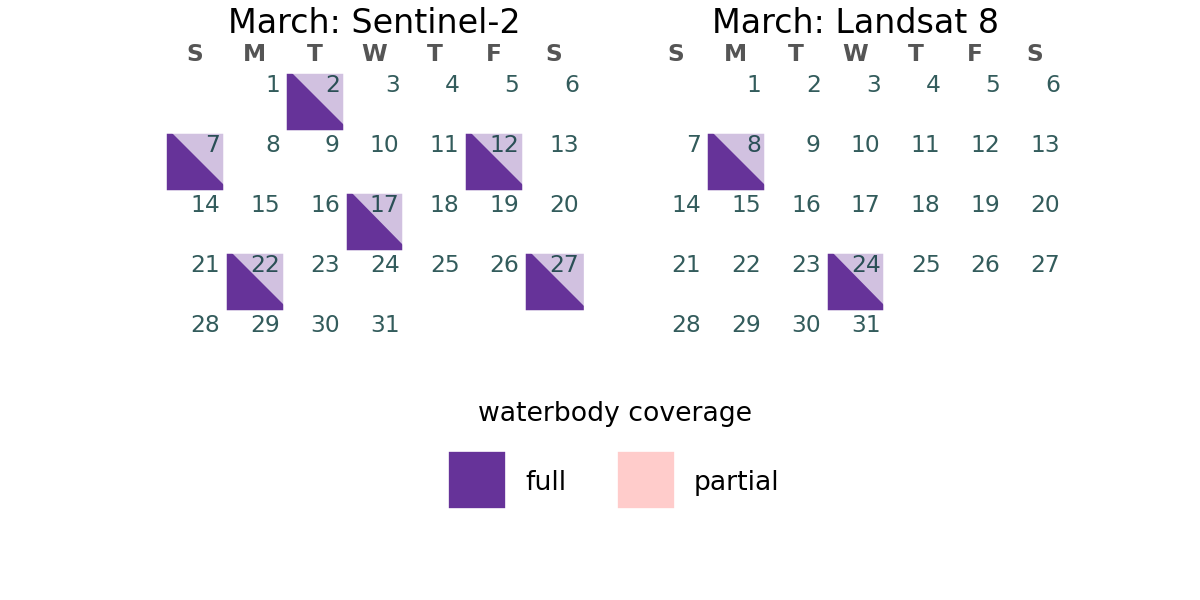 March: Sentinel-2
S M T W T F S
1 2 3 4 5 6
7 8 9 10 11 12 13
14 15 16 17 18 19 20
21 22 23 24 25 26 27
28 29 30 31
March: Landsat 8
S M T W T F S
1 2 3 4 5 6
7 8 9 10 11 12 13
14 15 16 17 18 19 20
21 22 23 24 25 26 27
28 29 30 31
waterbody coverage
full
partial